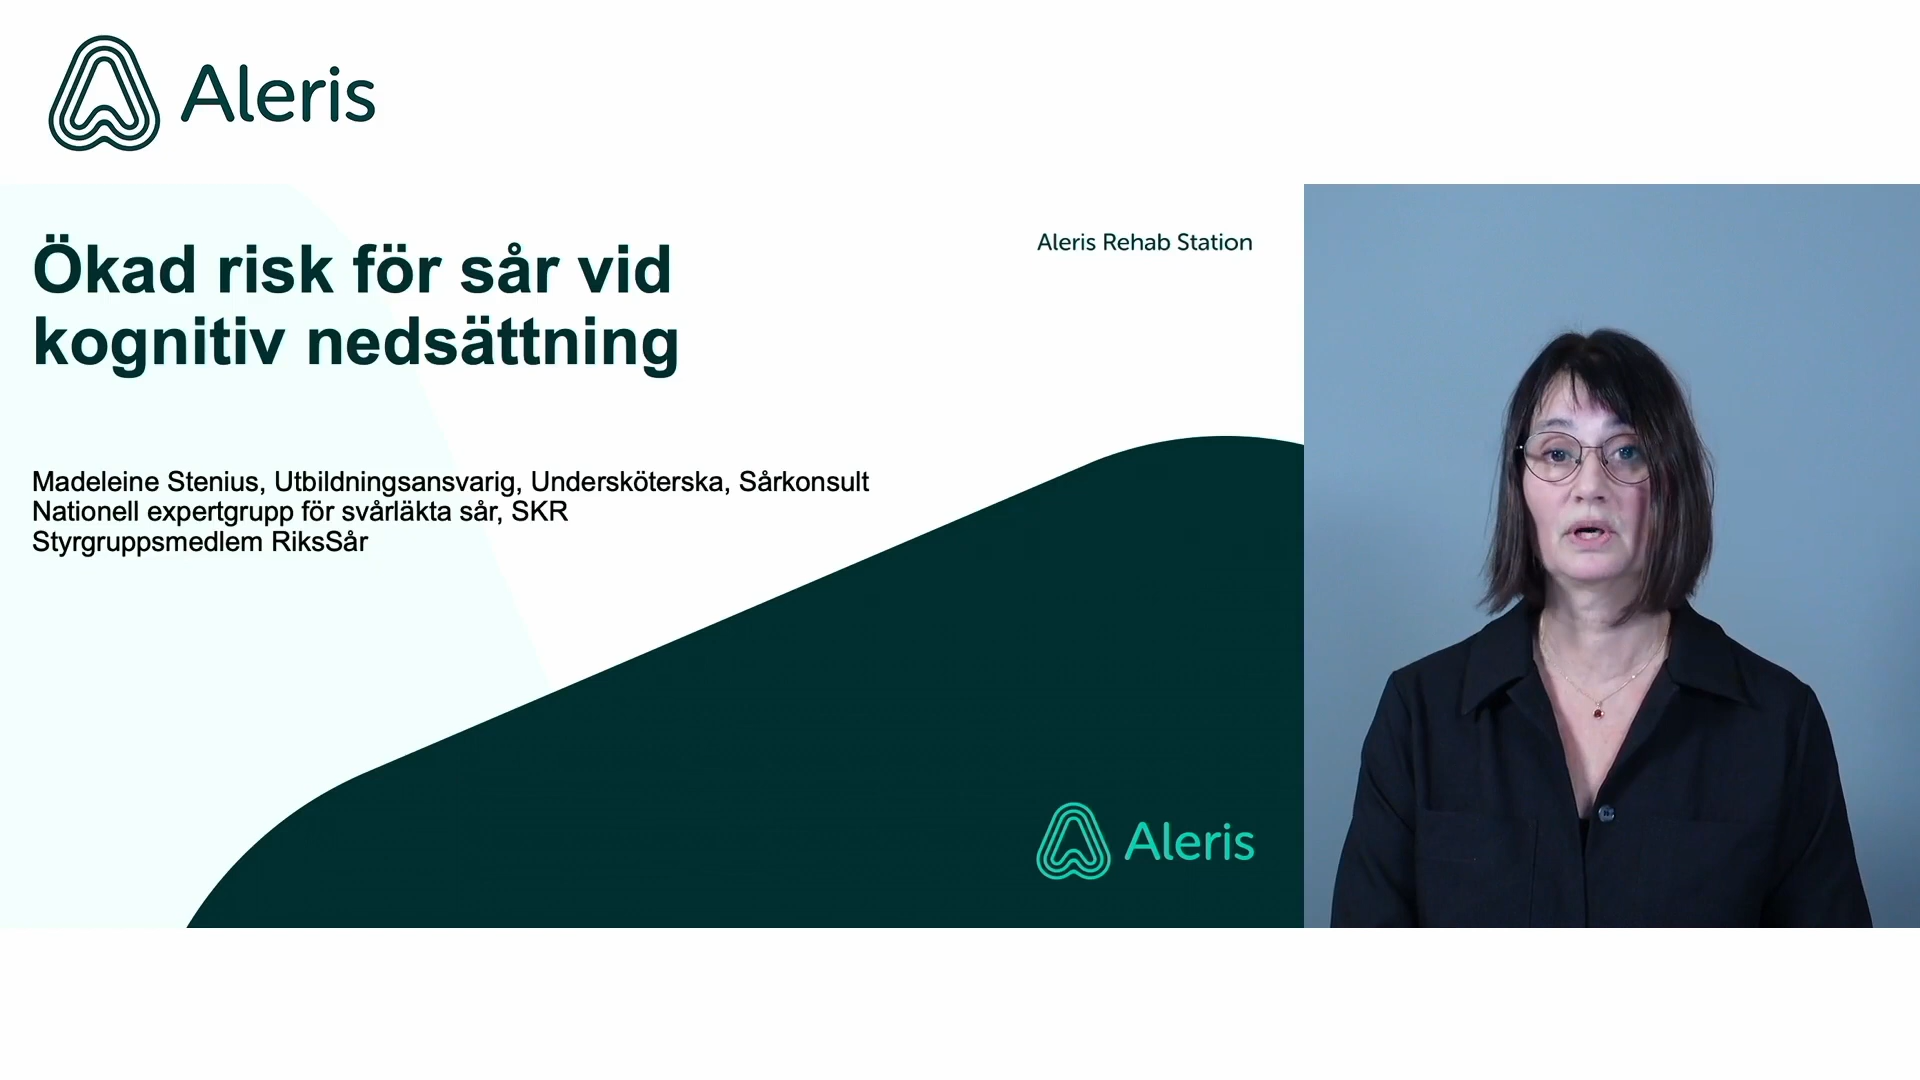 Aleris
Ökad risk för sår vid
kognitiv nedsättning
Aleris Rehab Station
Madeleine Stenius, Utbildningsansvarig, Undersköterska, Sårkonsult
Nationell expertgrupp för svårläkta sår, SKR
Styrgruppsmedlem RiksSår
Aleris